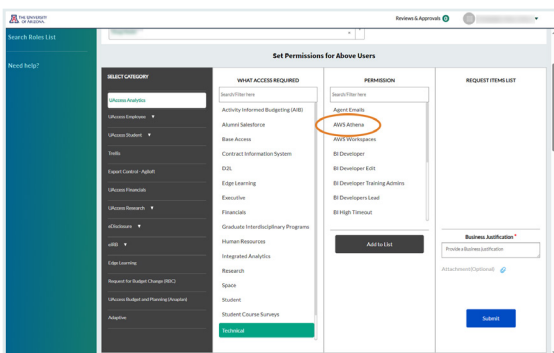 THE UNIVERSITY
OF ARIZONA
Reviews & Approvals 0
Search Roles List
Need help?
Set Permissions for Above Users
SELECT CATEGORY
UAccess Analytics
UAccess Employee
UAccess Student
Trellis
Export Control - Agiloft
UAccess Financials
UAccess Research
eDisclosure
eIRB
Edge Learning
Request for Budget Change (RBC)
UAccess Budget and Planning (Anaplan)
Adaptive
WHAT ACCESS REQUIRED
Search/Filter here
Activity Informed Budgeting (AIB)
Alumni Salesforce
Base Access
Contract Information System
D2L
Edge Learning
Executive
Financials
Graduate Interdisciplinary Programs
Human Resources
Integrated Analytics
Research
Space
Student
Student Course Surveys
Technical
PERMISSION
Search/Filter here
Agent Emails
AWS Athena
AWS Workspaces
BI Developer
BI Developer Edit
BI Developer Training Admins
BI Developers Lead
BI High Timeout
Add to List
REQUEST ITEMS LIST
Business Justification *
Provide a Business justification
Attachment(Optional)
Submit